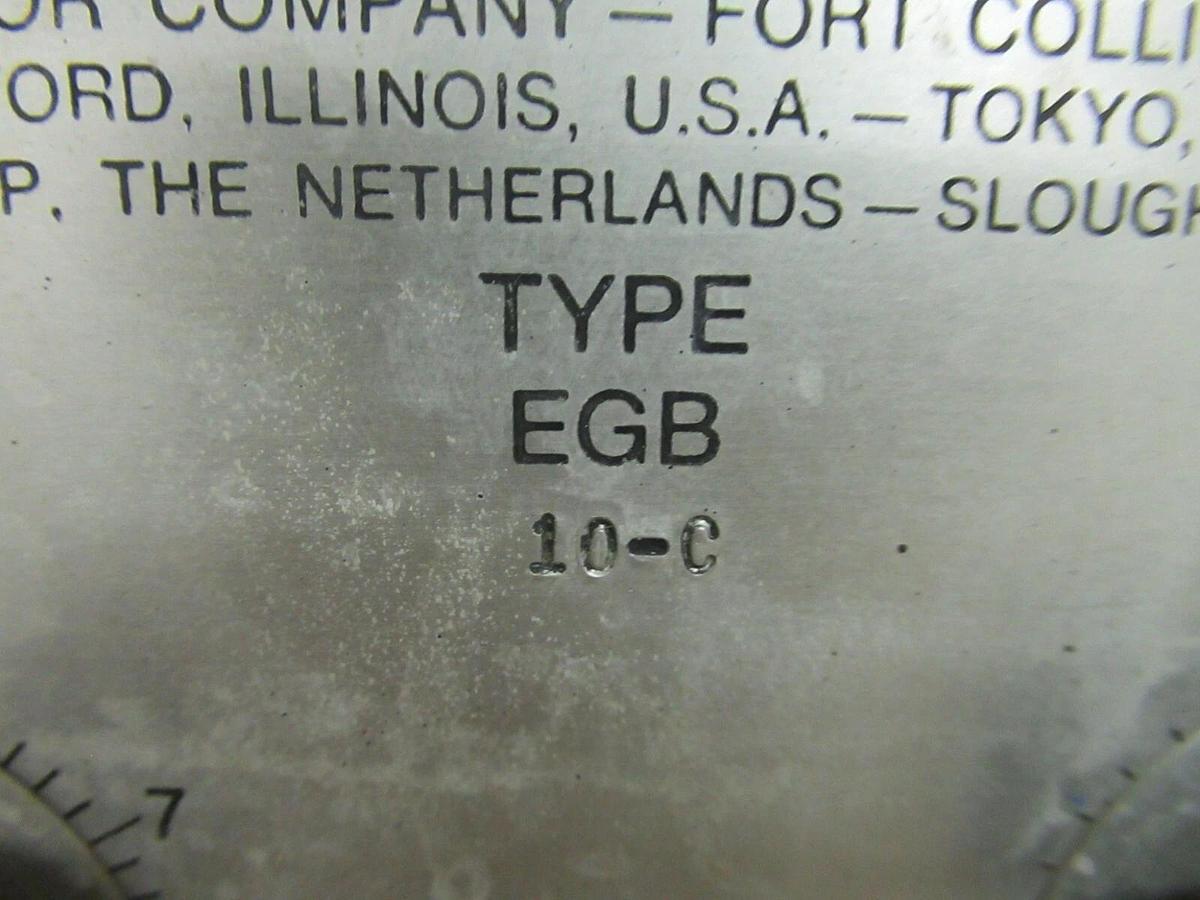 OR COMPANY — FORT COLLI
ORD, ILLINOIS, U.S.A. — TOKYO,
P, THE NETHERLANDS — SLOUGH
TYPE
EGB
10-C
7